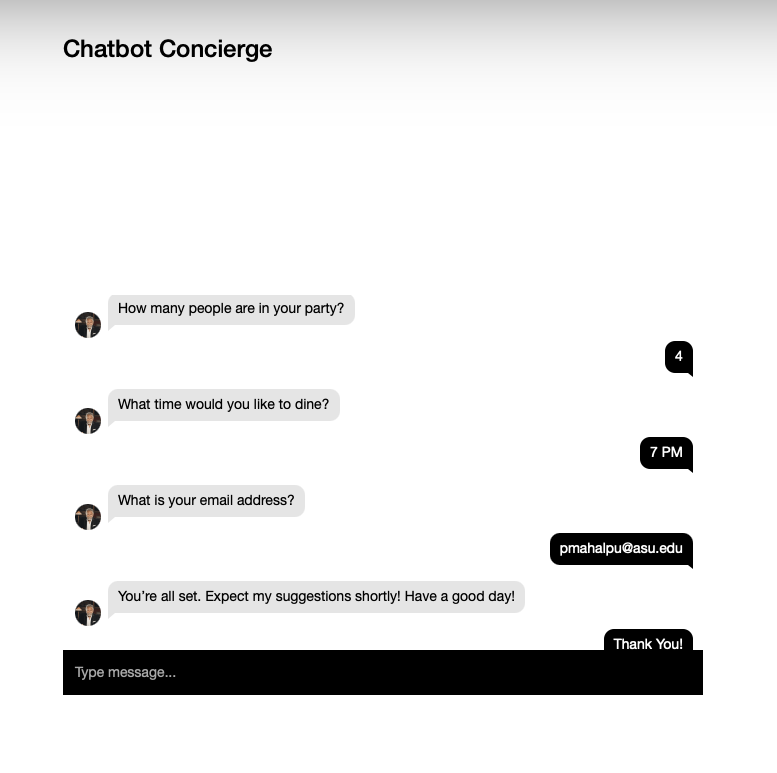 Chatbot Concierge
How many people are in your party?
4
What time would you like to dine?
7 PM
What is your email address?
pmahalpu@asu.edu
You’re all set. Expect my suggestions shortly! Have a good day!
Thank You!
Type message...